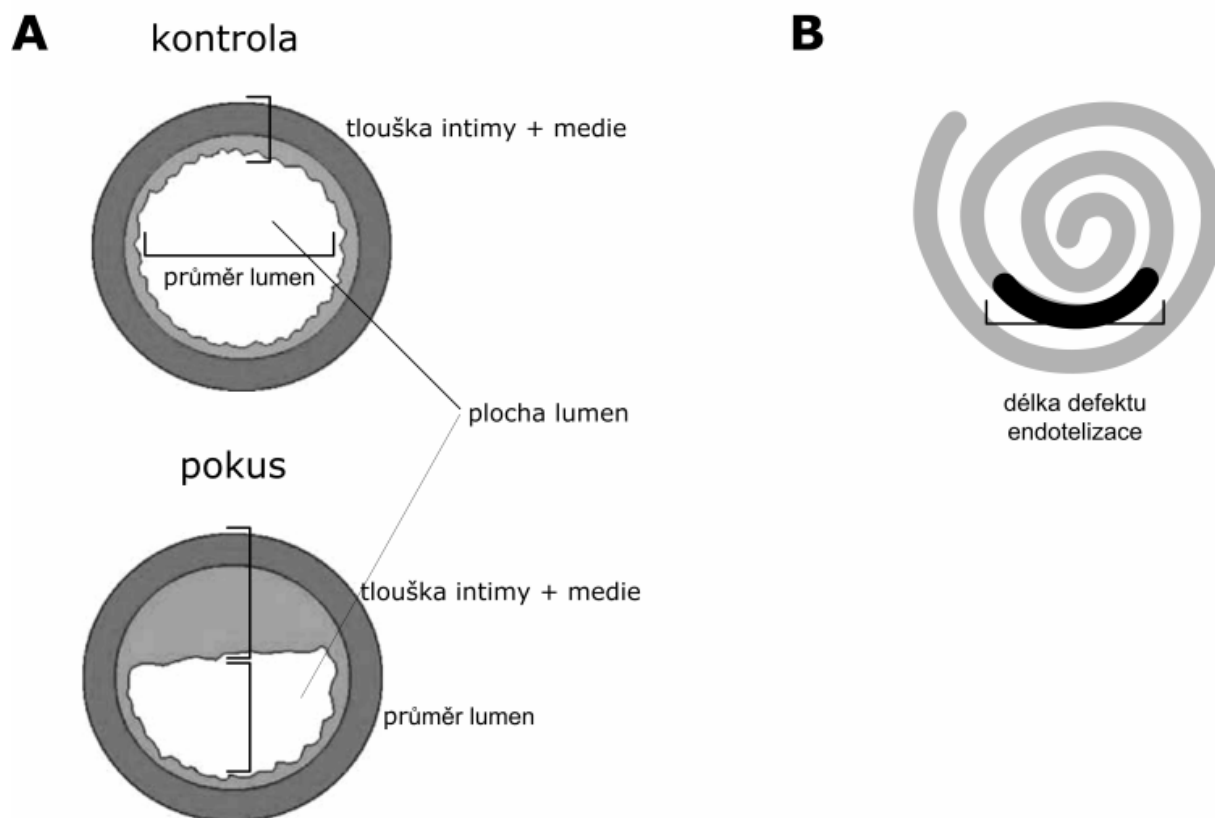 A
kontrola
tlouška intimy + medie
průměr lumen
plocha lumen
pokus
tlouška intimy + medie
průměr lumen
B
délka defektu
endotelizace